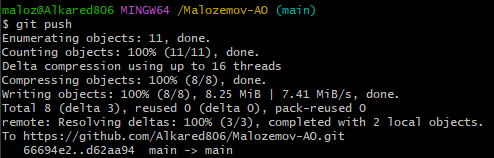 maloz@Alkared806 MINGW64 /Malozemov-AO (main)
$ git push
Enumerating objects: 11, done.
Counting objects: 100% (11/11), done.
Delta compression using up to 16 threads
Compressing objects: 100% (8/8), done.
Writing objects: 100% (8/8), 8.25 MiB | 7.41 MiB/s, done.
Total 8 (delta 3), reused 0 (delta 0), pack-reused 0
remote: Resolving deltas: 100% (3/3), completed with 2 local objects.
To https://github.com/Alkared806/Malozemov-AO.git
   66694e2..d62aa94  main -> main